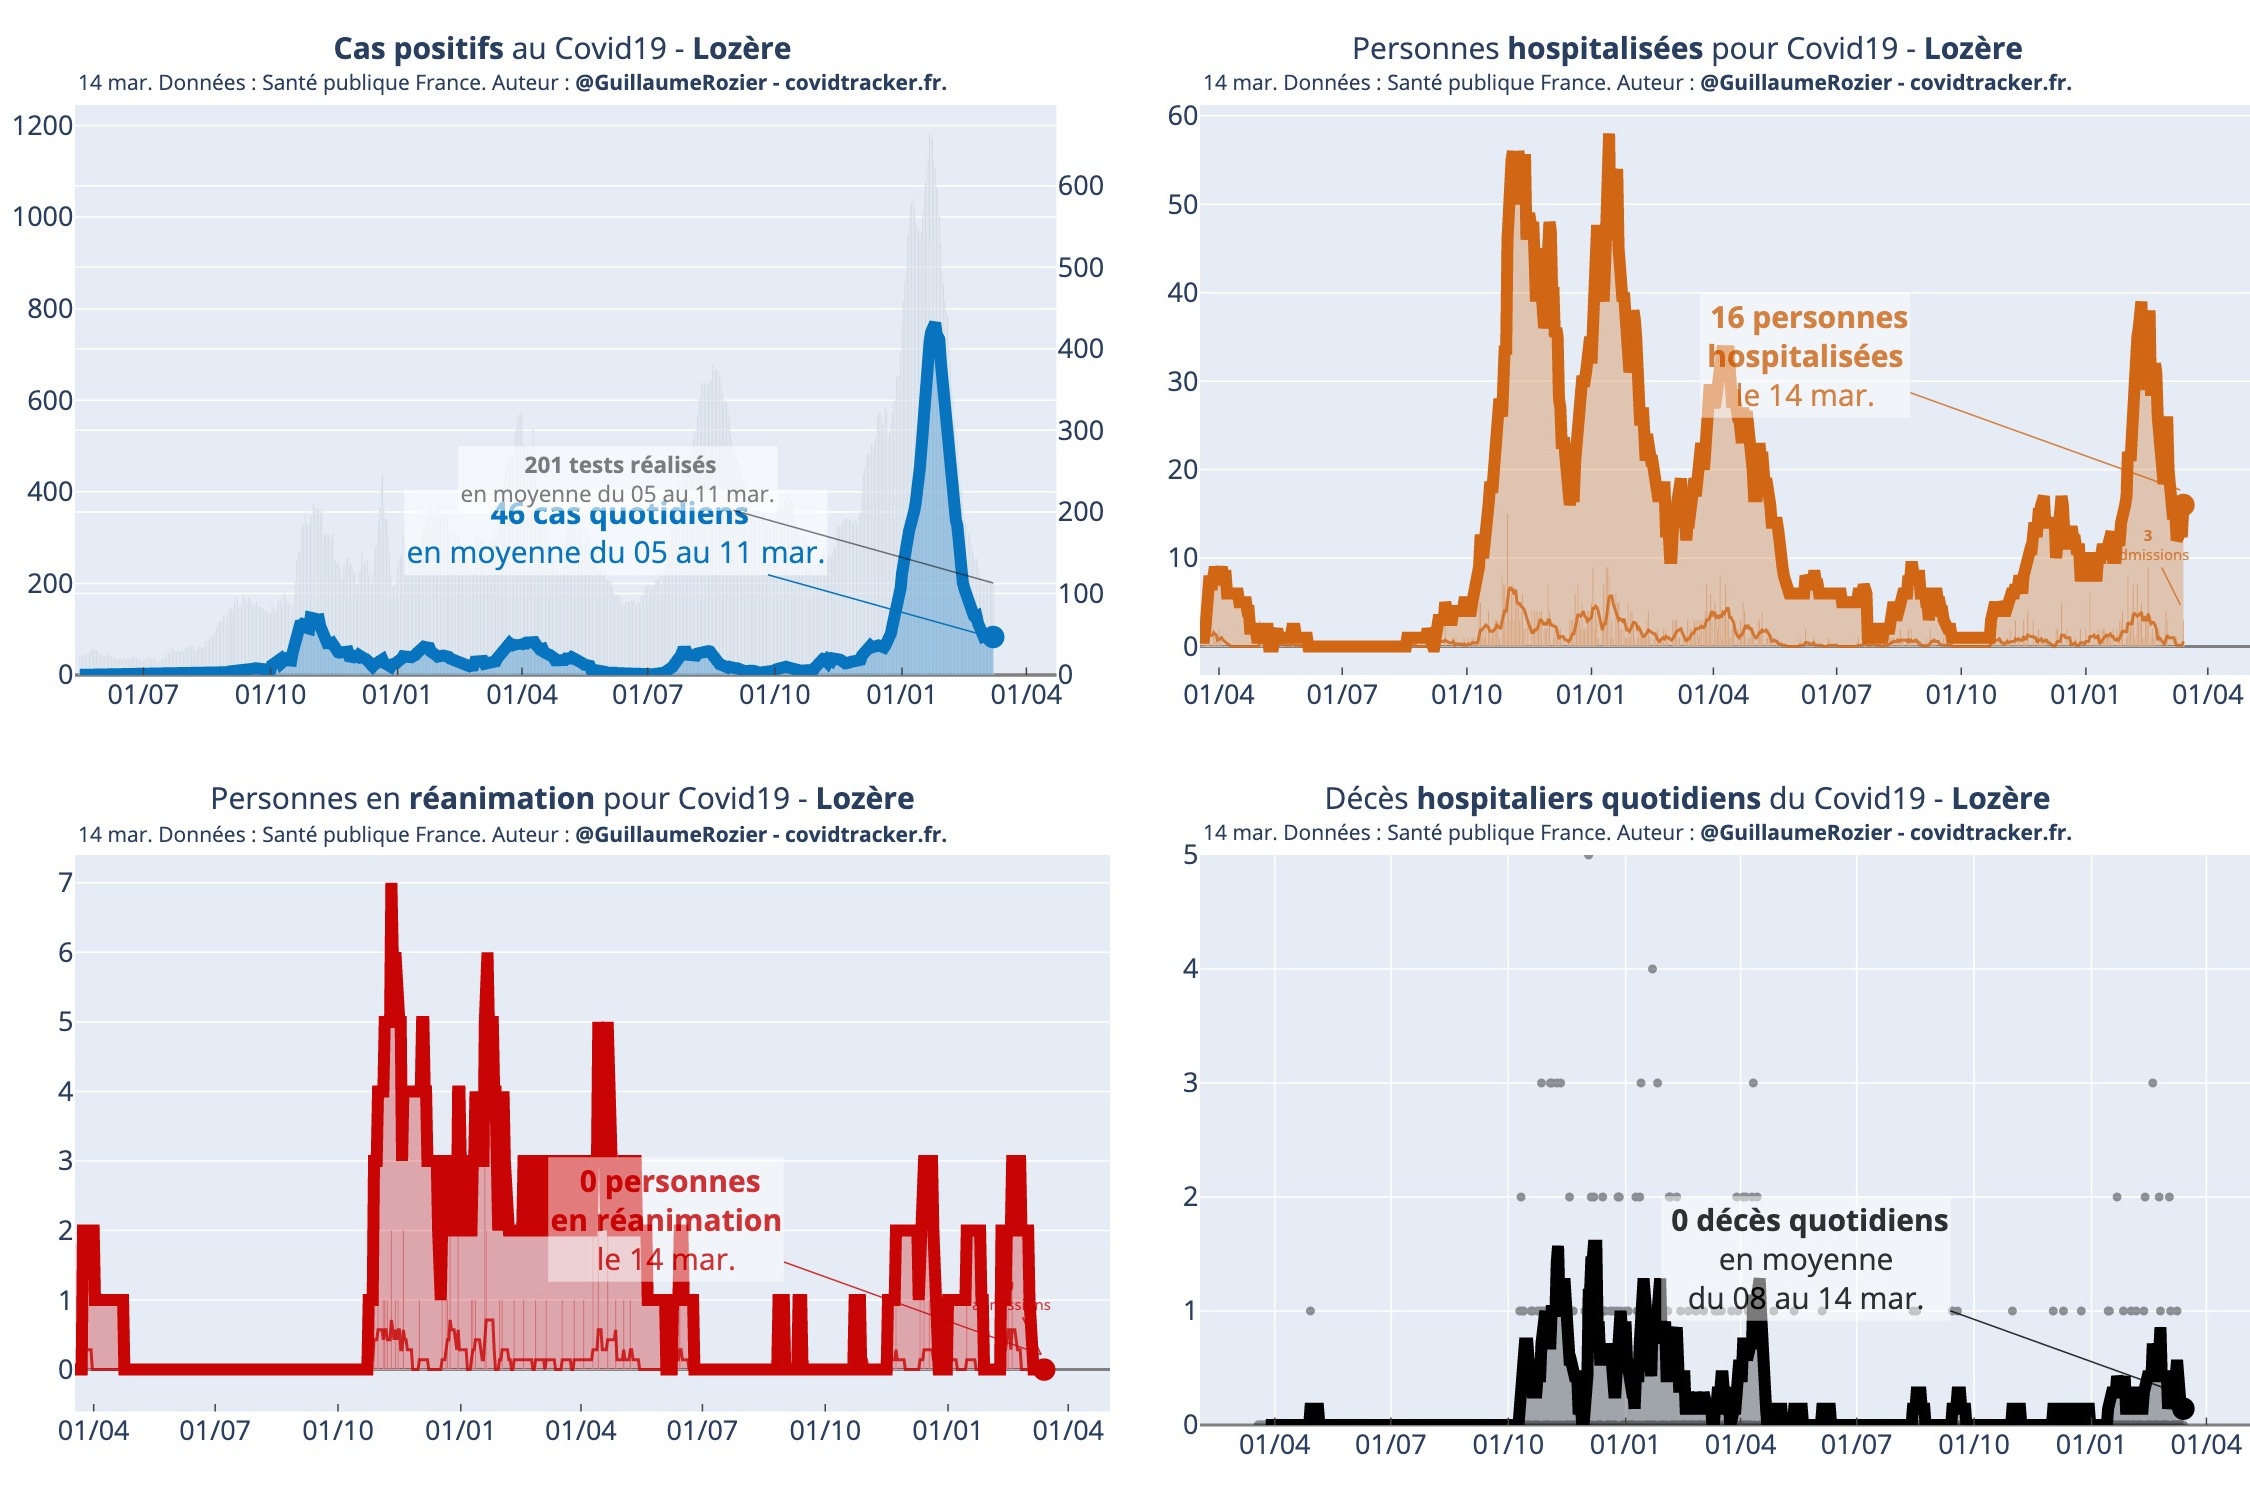 Cas positifs au Covid19 - Lozère
14 mar. Données : Santé publique France. Auteur : @GuillaumeRozier - covidtracker.fr.
1200
1000
800
600
400
200
0
600
500
400
300
200
100
0
201 tests réalisés
en moyenne du 05 au 11 mar.
46 cas quotidiens
en moyenne du 05 au 11 mar.
01/07 01/10 01/01 01/04 01/07 01/10 01/01 01/04
Personnes hospitalisées pour Covid19 - Lozère
14 mar. Données : Santé publique France. Auteur : @GuillaumeRozier - covidtracker.fr.
60
50
40
30
20
10
0
16 personnes
hospitalisées
le 14 mar.
3
admissions
01/04 01/07 01/10 01/01 01/04 01/07 01/10 01/01 01/04
Personnes en réanimation pour Covid19 - Lozère
14 mar. Données : Santé publique France. Auteur : @GuillaumeRozier - covidtracker.fr.
7
6
5
4
3
2
1
0
0 personnes
en réanimation
le 14 mar.
admissions
01/04 01/07 01/10 01/01 01/04 01/07 01/10 01/01 01/04
Décès hospitaliers quotidiens du Covid19 - Lozère
14 mar. Données : Santé publique France. Auteur : @GuillaumeRozier - covidtracker.fr.
5
4
3
2
1
0
0 décès quotidiens
en moyenne
du 08 au 14 mar.
01/04 01/07 01/10 01/01 01/04 01/07 01/10 01/01 01/04